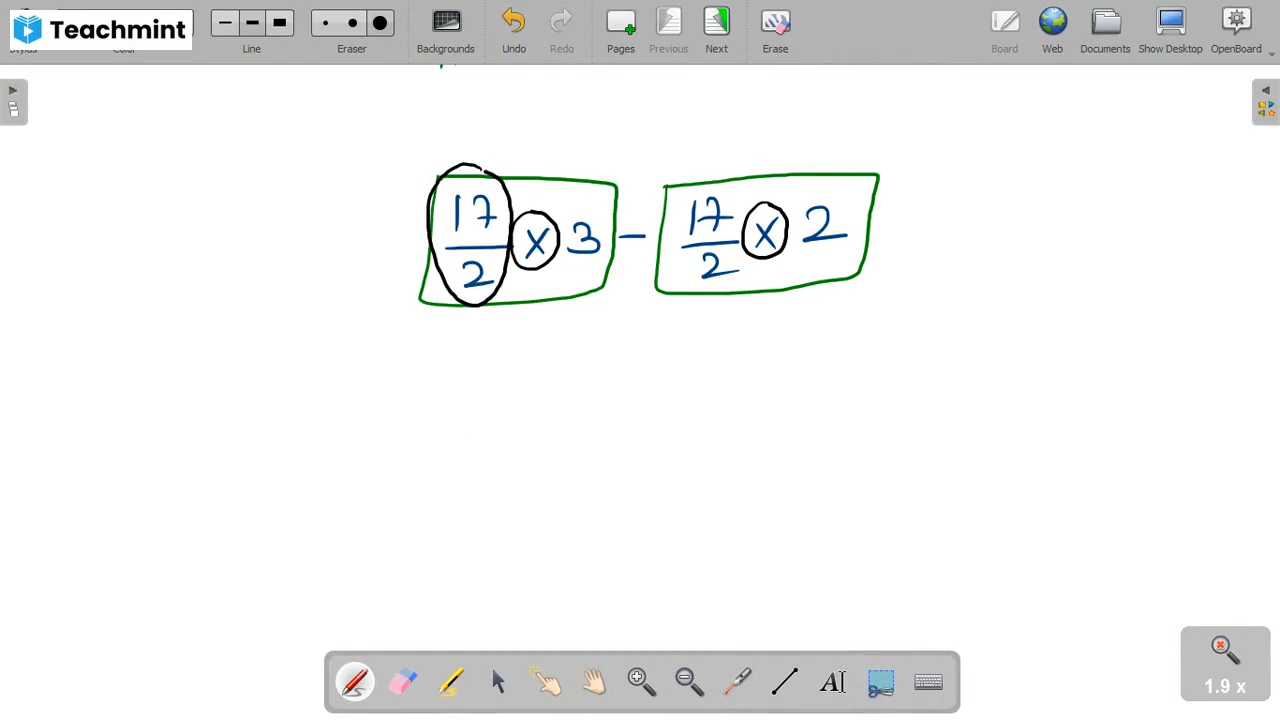 Teachmint
Line Eraser Backgrounds Undo Redo Pages Previous Next Erase Board Web Documents Show Desktop OpenBoard
17/2 x 3 - 17/2 x 2
1.9 x